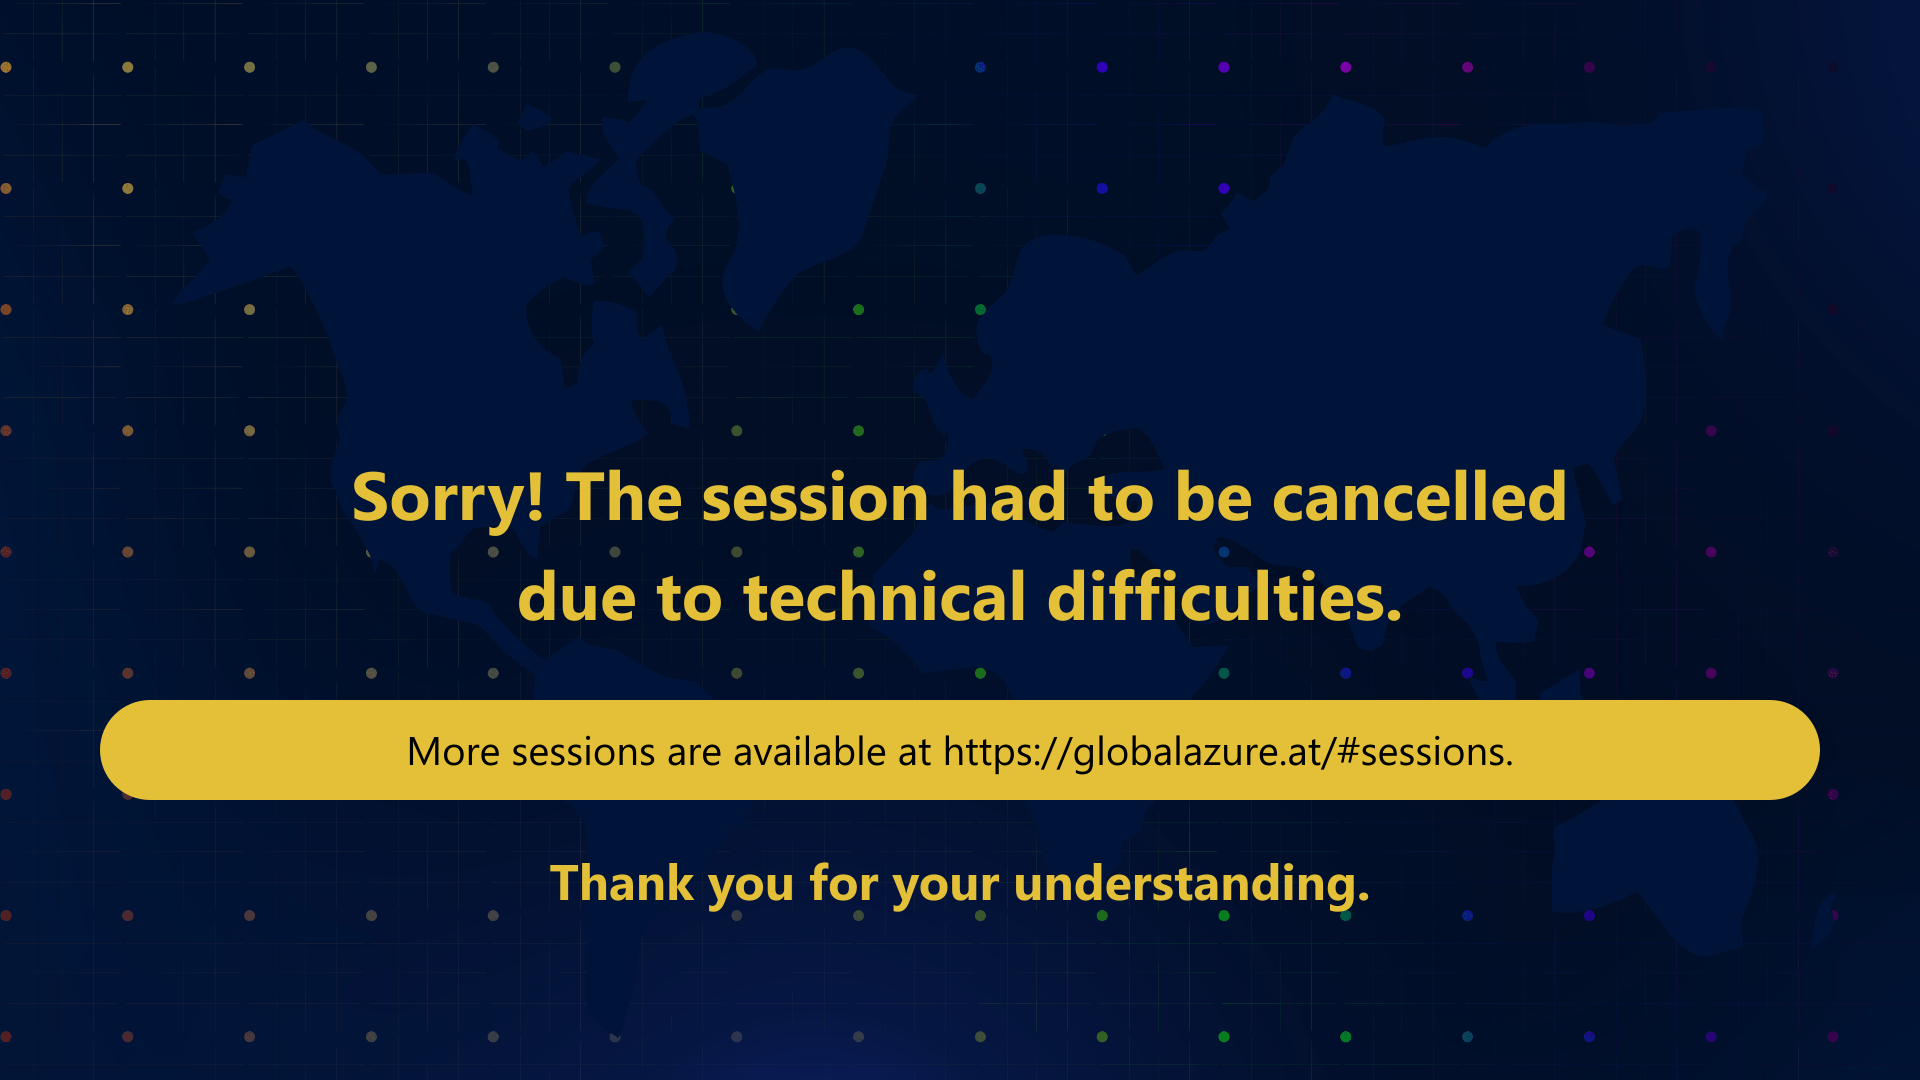 Sorry! The session had to be cancelled
due to technical difficulties.
More sessions are available at https://globalazure.at/#sessions.
Thank you for your understanding.